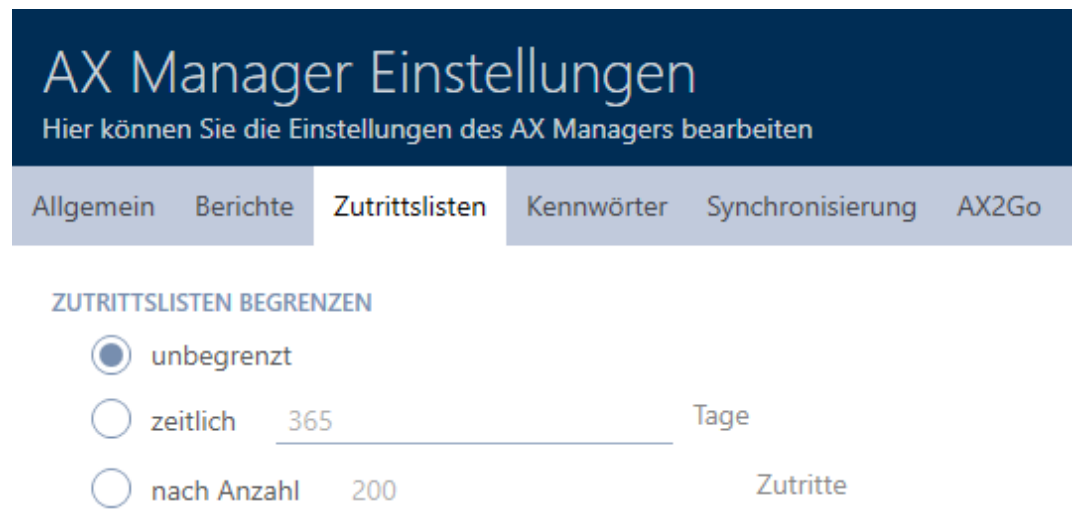 AX Manager Einstellungen
Hier können Sie die Einstellungen des AX Managers bearbeiten
Allgemein Berichte Zutrittslisten Kennwörter Synchronisierung AX2Go
ZUTRITTSLISTEN BEGRENZEN
unbegrenzt
zeitlich 365 Tage
nach Anzahl 200 Zutritte